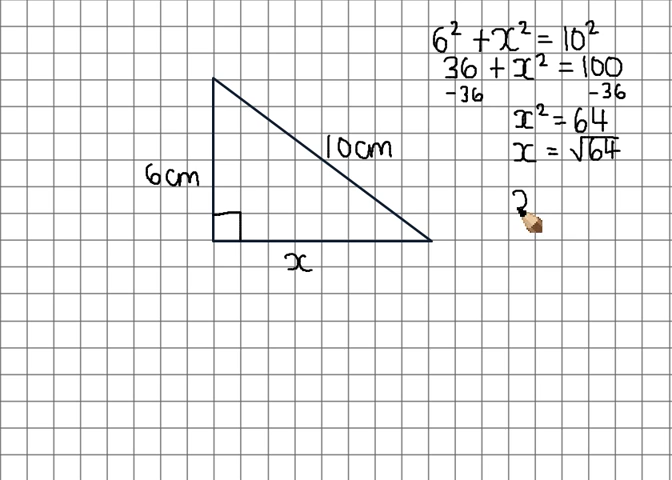 6² + x² = 10²
36 + x² = 100
-36 -36
x² = 64
x = √64
10cm
6cm
x